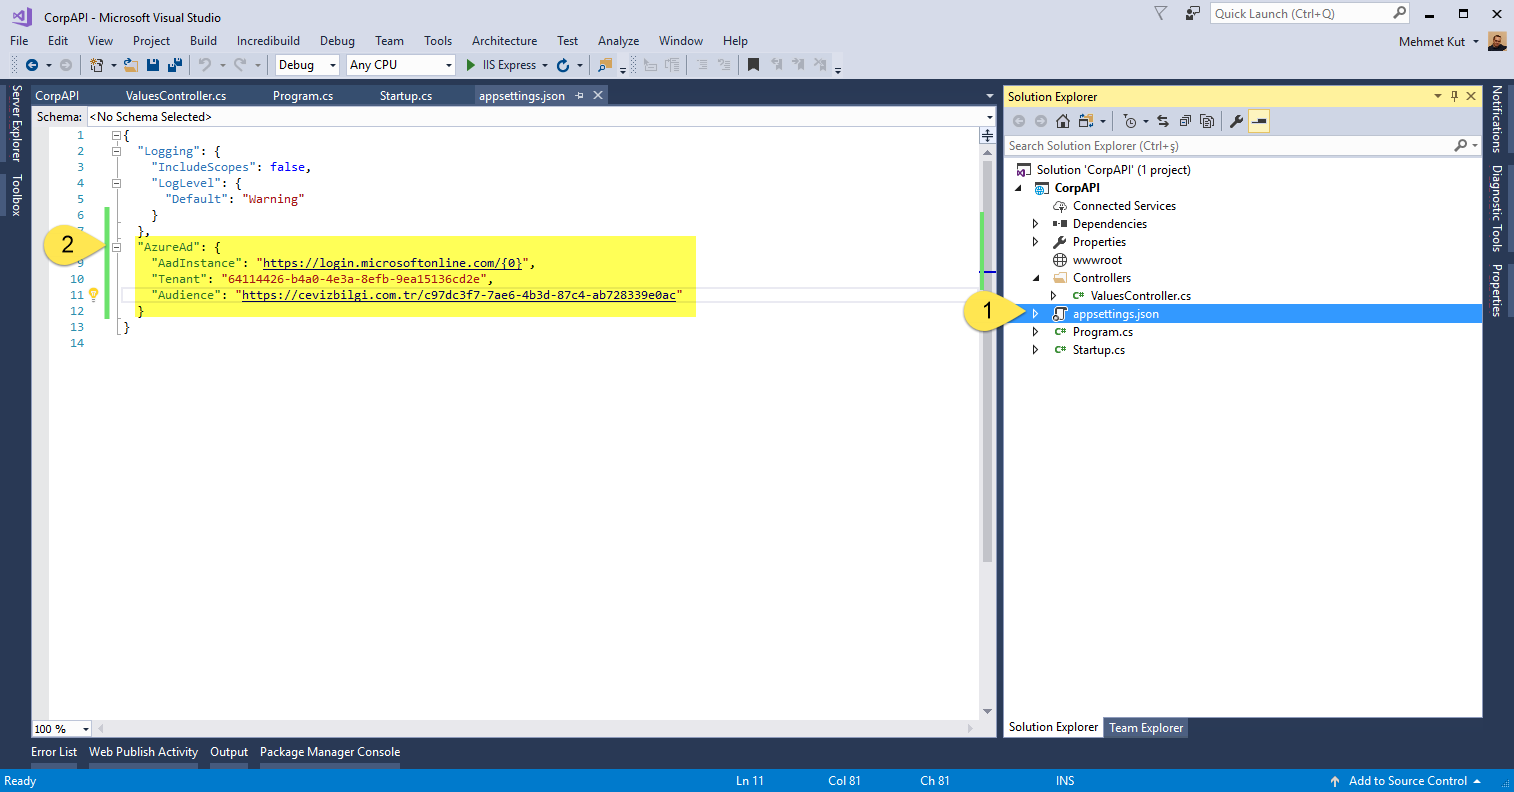 CorpAPI - Microsoft Visual Studio
Quick Launch (Ctrl+Q)
File Edit View Project Build Incredibuild Debug Team Tools Architecture Test Analyze Window Help
Mehmet Kut
Debug Any CPU IIS Express
Server Explorer
Toolbox
CorpAPI ValuesController.cs Program.cs Startup.cs appsettings.json
Schema: <No Schema Selected>
1 {
2 "Logging": {
3 "IncludeScopes": false,
4 "LogLevel": {
5 "Default": "Warning"
6 }
7 },
2
"AzureAd": {
9 "AadInstance": "https://login.microsoftonline.com/{0}",
10 "Tenant": "64114426-b4a0-4e3a-8efb-9ea15136cd2e",
11 "Audience": "https://cevizbilgi.com.tr/c97dc3f7-7ae6-4b3d-87c4-ab728339e0ac"
12 }
13 }
14
100 %
Solution Explorer
Search Solution Explorer (Ctrl+ş)
Solution 'CorpAPI' (1 project)
CorpAPI
Connected Services
Dependencies
Properties
wwwroot
Controllers
C# ValuesController.cs
1
appsettings.json
C# Program.cs
C# Startup.cs
Solution Explorer Team Explorer
Notifications
Diagnostic Tools
Properties
Error List Web Publish Activity Output Package Manager Console
Ready Ln 11 Col 81 Ch 81 INS Add to Source Control